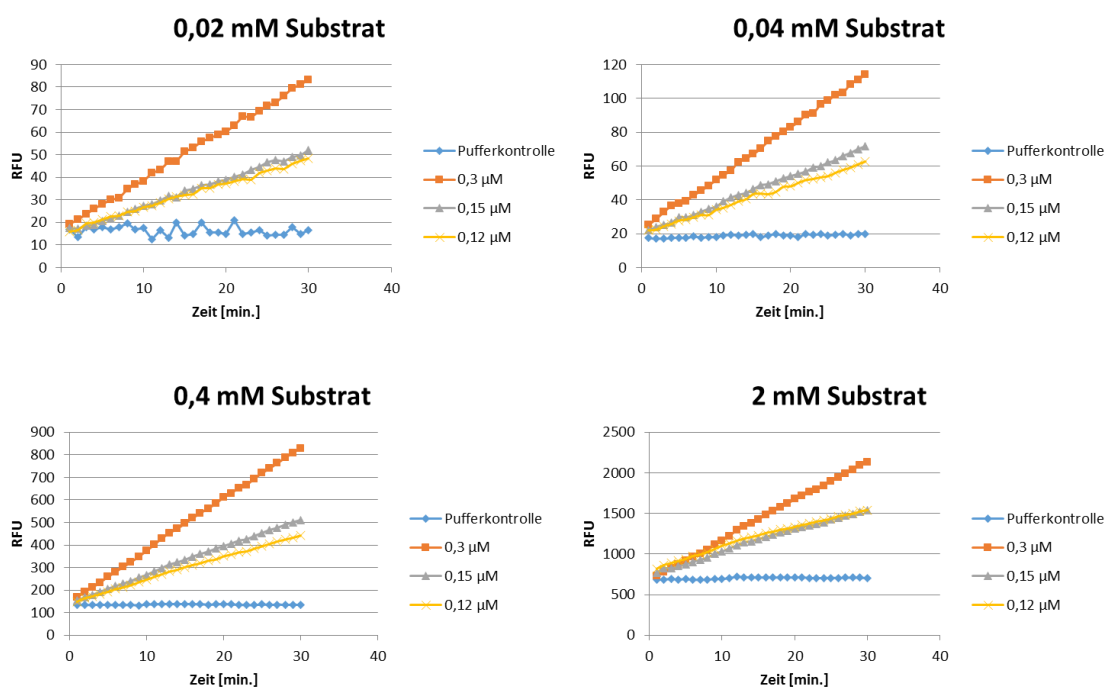 0,02 mM Substrat
RFU
90
80
70
60
50
40
30
20
10
0
0 10 20 30 40
Zeit [min.]
Pufferkontrolle
0,3 µM
0,15 µM
0,12 µM
0,04 mM Substrat
RFU
120
100
80
60
40
20
0
0 10 20 30 40
Zeit [min.]
Pufferkontrolle
0,3 µM
0,15 µM
0,12 µM
0,4 mM Substrat
RFU
900
800
700
600
500
400
300
200
100
0
0 10 20 30 40
Zeit [min.]
Pufferkontrolle
0,3 µM
0,15 µM
0,12 µM
2 mM Substrat
RFU
2500
2000
1500
1000
500
0
0 10 20 30 40
Zeit [min.]
Pufferkontrolle
0,3 µM
0,15 µM
0,12 µM